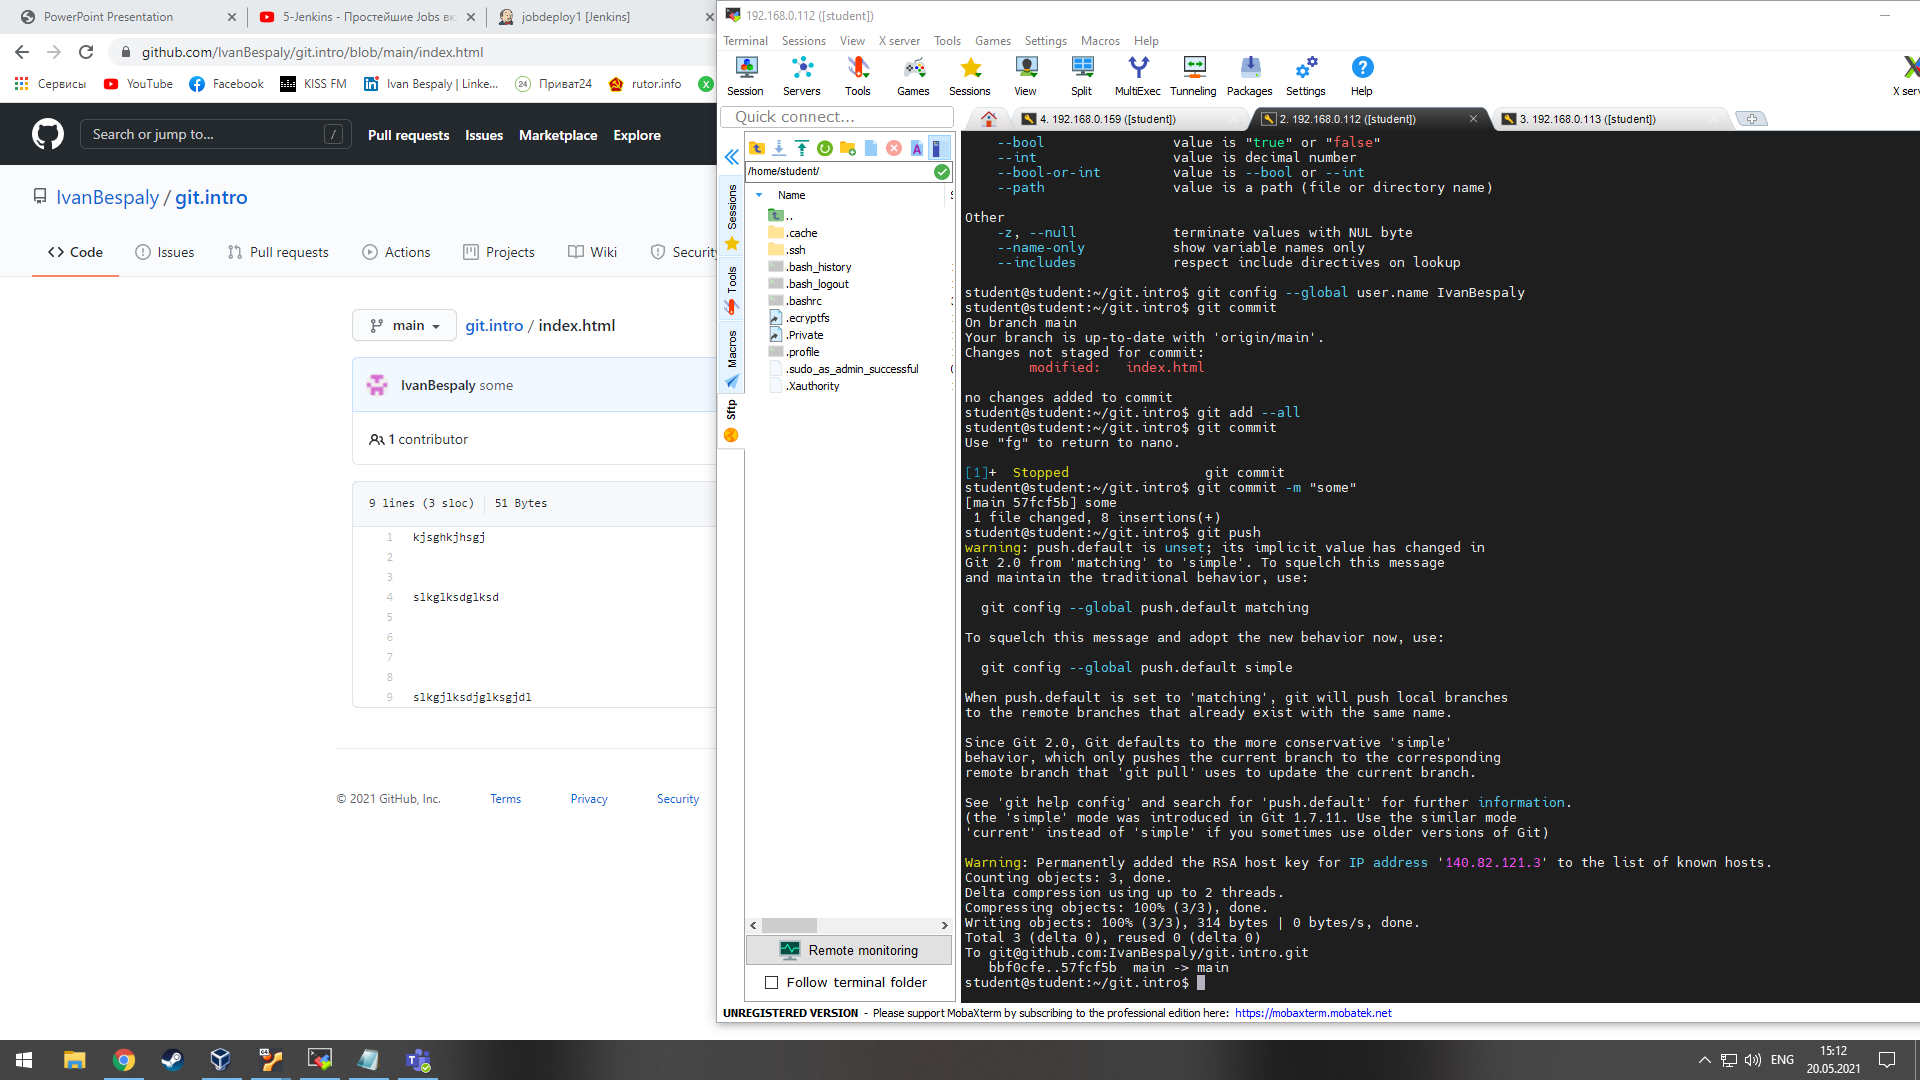 PowerPoint Presentation
5-Jenkins - Простейшие Jobs вк
jobdeploy1 [Jenkins]
github.com/IvanBespaly/git.intro/blob/main/index.html
Сервисы
YouTube
Facebook
KISS FM
Ivan Bespaly | Linke...
24
Приват24
rutor.info
Search or jump to...
/
Pull requests
Issues
Marketplace
Explore
IvanBespaly / git.intro
Code
Issues
Pull requests
Actions
Projects
Wiki
Security
main
git.intro / index.html
IvanBespaly some
1 contributor
9 lines (3 sloc)
51 Bytes
1 kjsghkjhsgj
2
3
4 slkglksdglksd
5
6
7
8
9 slkgjlksdjglksgjdl
© 2021 GitHub, Inc.
Terms
Privacy
Security
192.168.0.112 ([student])
Terminal
Sessions
View
X server
Tools
Games
Settings
Macros
Help
Session
Servers
Tools
Games
Sessions
View
Split
MultiExec
Tunneling
Packages
Settings
Help
X serv
Quick connect...
4. 192.168.0.159 ([student])
2. 192.168.0.112 ([student])
3. 192.168.0.113 ([student])
Sessions
Tools
Macros
Sftp
/home/student/
Name
..
.cache
.ssh
.bash_history
.bash_logout
.bashrc
.ecryptfs
.Private
.profile
.sudo_as_admin_successful
.Xauthority
Remote monitoring
Follow terminal folder
--bool value is "true" or "false"
--int value is decimal number
--bool-or-int value is --bool or --int
--path value is a path (file or directory name)
Other
-z, --null terminate values with NUL byte
--name-only show variable names only
--includes respect include directives on lookup
student@student:~/git.intro$ git config --global user.name IvanBespaly
student@student:~/git.intro$ git commit
On branch main
Your branch is up-to-date with 'origin/main'.
Changes not staged for commit:
modified: index.html
no changes added to commit
student@student:~/git.intro$ git add --all
student@student:~/git.intro$ git commit
Use "fg" to return to nano.
[1]+ Stopped git commit
student@student:~/git.intro$ git commit -m "some"
[main 57fcf5b] some
1 file changed, 8 insertions(+)
student@student:~/git.intro$ git push
warning: push.default is unset; its implicit value has changed in
Git 2.0 from 'matching' to 'simple'. To squelch this message
and maintain the traditional behavior, use:
git config --global push.default matching
To squelch this message and adopt the new behavior now, use:
git config --global push.default simple
When push.default is set to 'matching', git will push local branches
to the remote branches that already exist with the same name.
Since Git 2.0, Git defaults to the more conservative 'simple'
behavior, which only pushes the current branch to the corresponding
remote branch that 'git pull' uses to update the current branch.
See 'git help config' and search for 'push.default' for further information.
(the 'simple' mode was introduced in Git 1.7.11. Use the similar mode
'current' instead of 'simple' if you sometimes use older versions of Git)
Warning: Permanently added the RSA host key for IP address '140.82.121.3' to the list of known hosts.
Counting objects: 3, done.
Delta compression using up to 2 threads.
Compressing objects: 100% (3/3), done.
Writing objects: 100% (3/3), 314 bytes | 0 bytes/s, done.
Total 3 (delta 0), reused 0 (delta 0)
To git@github.com:IvanBespaly/git.intro.git
bbf0cfe..57fcf5b main -> main
student@student:~/git.intro$
UNREGISTERED VERSION - Please support MobaXterm by subscribing to the professional edition here: https://mobaxterm.mobatek.net
ENG
15:12
20.05.2021